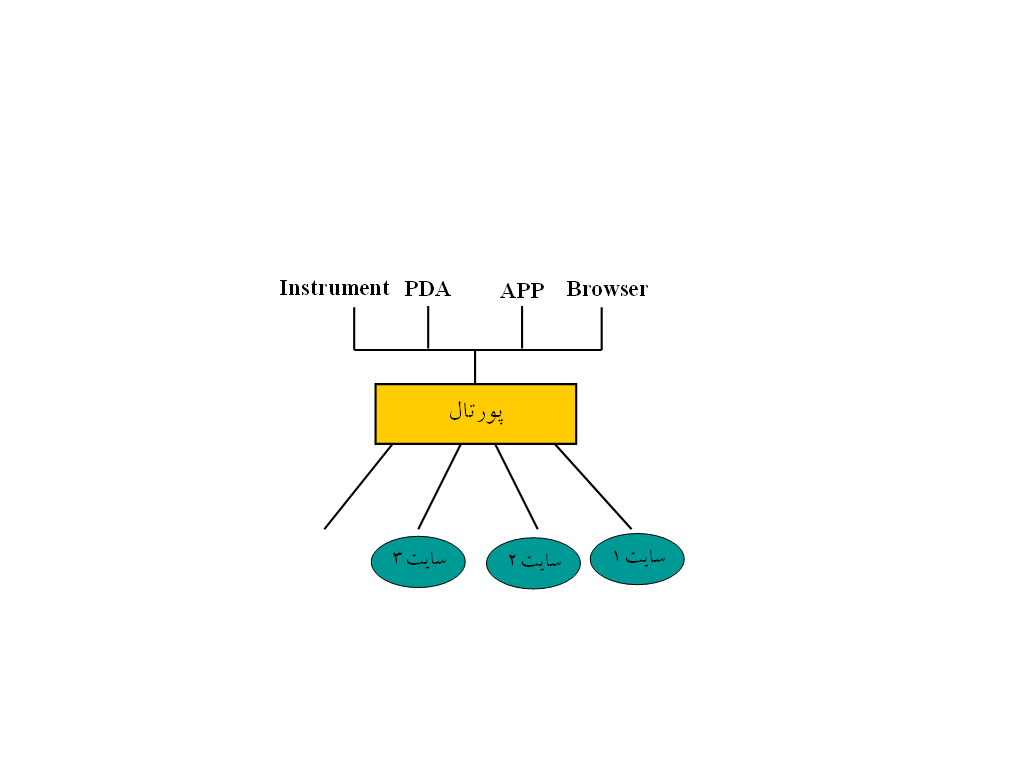 Instrument PDA APP Browser
پورتال
سایت ۱ سایت ۲ سایت ۳